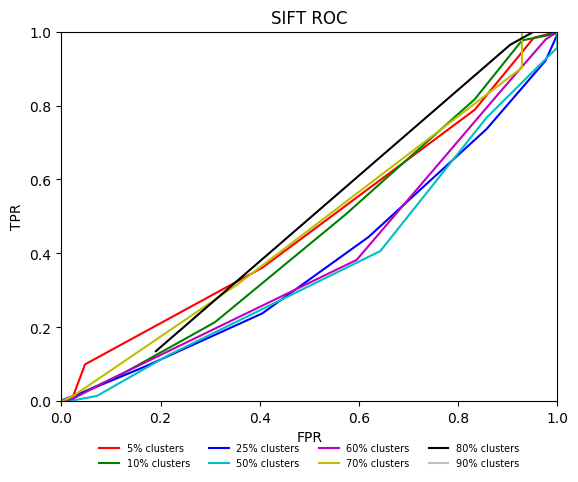 SIFT ROC
1.0
0.8
0.6
0.4
0.2
0.0
TPR
0.0 0.2 0.4 0.6 0.8 1.0
FPR
5% clusters 25% clusters 60% clusters 80% clusters
10% clusters 50% clusters 70% clusters 90% clusters